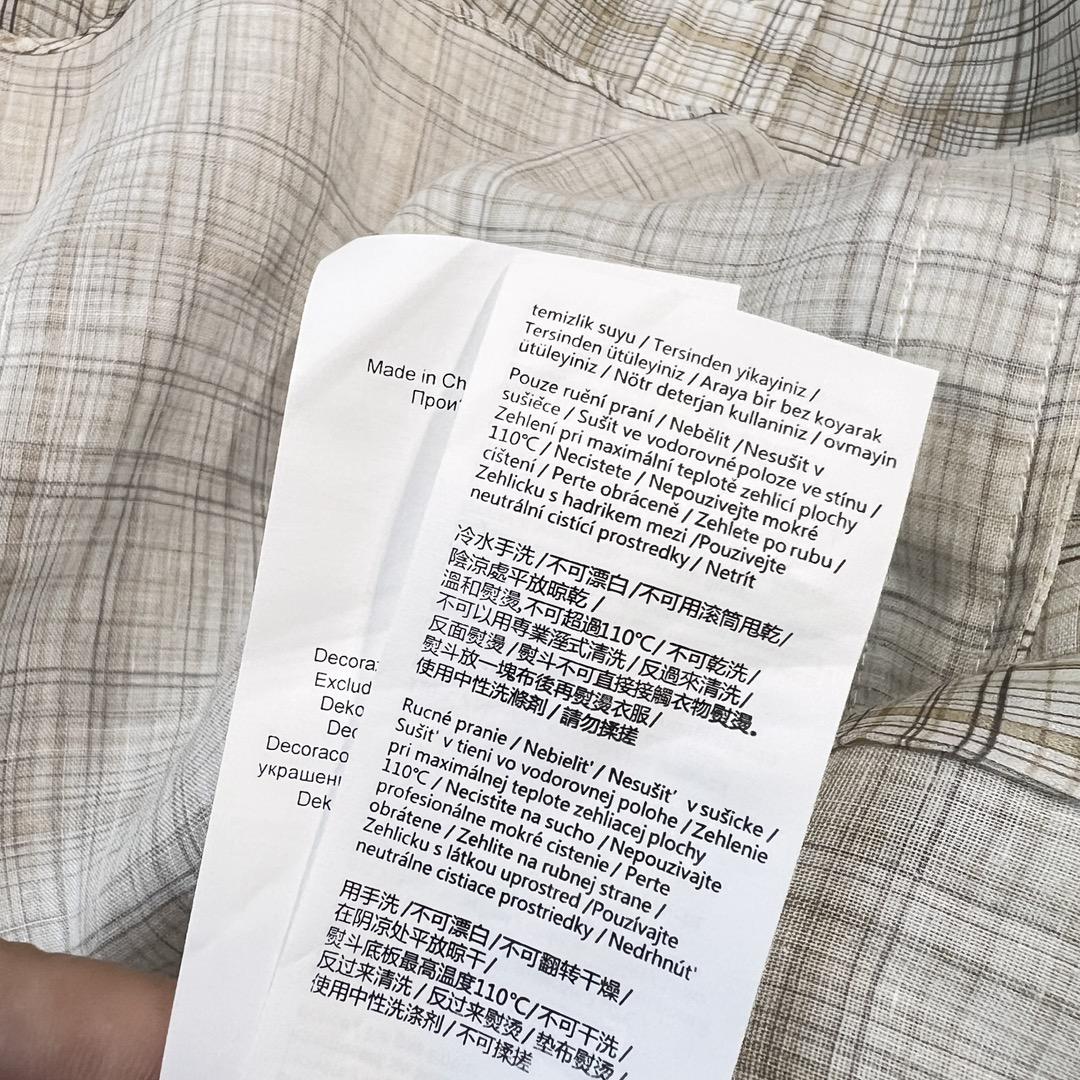 Made in Ch
Прои
Decora
Exclud
Deko
Dec
Decoraco
украшені
Dek
temizlik suyu / Tersinden yikayiniz /
Tersinden ütüleyiniz / Araya bir bez koyarak
ütüleyiniz / Nötr deterjan kullaniniz / ovmayin
Pouze ruční praní / Nebělit / Nesušit v
sušičce / Sušit ve vodorovné poloze ve stínu /
Zehlení pri maximální teplotě zehlicí plochy
110℃ / Necistete / Nepouzivejte mokré
cištení / Perte obráceně / Zehlete po rubu /
Zehlicku s hadrikem mezi /Pouzivejte
neutrální cistící prostredky / Netrít
冷水手洗 /不可漂白 /不可用滚筒甩乾/
陰涼處平放晾乾 /
溫和熨燙,不可超過110℃ / 不可乾洗 /
不可以用専業溼式清洗 / 反過來清洗 /
反面熨燙 /熨斗不可直接接觸衣物熨燙.
熨斗放一塊布後再熨燙衣服/
使用中性洗滌劑 / 請勿揉搓
Rucné pranie / Nebieliť / Nesušiť v sušicke /
Sušiť v tieni vo vodorovnej polohe / Zehlenie
pri maximálnej teplote zehliacej plochy
110℃ / Necistite na sucho / Nepouzivajte
profesionálne mokré cistenie / Perte
obrátene / Zehlite na rubnej strane /
Zehlicku s látkou uprostred /Pouzívajte
neutrálne cistiace prostriedky / Nedrhnúť
用手洗 /不可漂白 /不可翻转干燥/
在阴凉处平放晾干/
熨斗底板最高温度110℃/不可干洗 /
反过来清洗 / 反过来熨烫 / 垫布熨烫 /
使用中性洗涤剂 / 不可揉搓